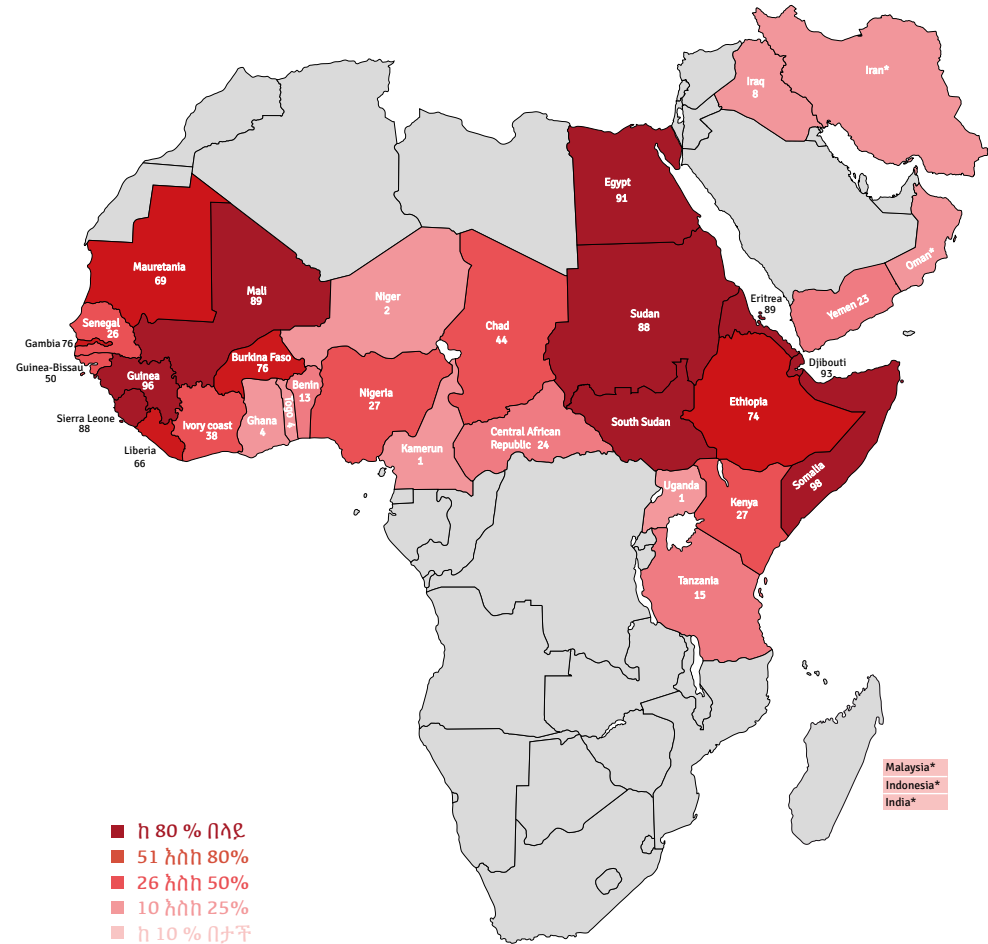 Iran*
Iraq
8
Egypt
91
Oman*
Mauretania
69
Mali
89
Niger
2
Chad
44
Sudan
88
Eritrea
89
Yemen 23
Senegal
26
Gambia 76
Guinea-Bissau
50
Guinea
96
Burkina Faso
76
Benin
13
Togo 4
Ghana
4
Nigeria
27
Djibouti
93
Ethiopia
74
Sierra Leone
88
Ivory coast
38
Liberia
66
Kamerun
1
Central African
Republic 24
South Sudan
Somalia
98
Uganda
1
Kenya
27
Tanzania
15
Malaysia*
Indonesia*
India*
ከ 80 % በላይ
51 እስከ 80%
26 እስከ 50%
10 እስከ 25%
ከ 10 % በታች